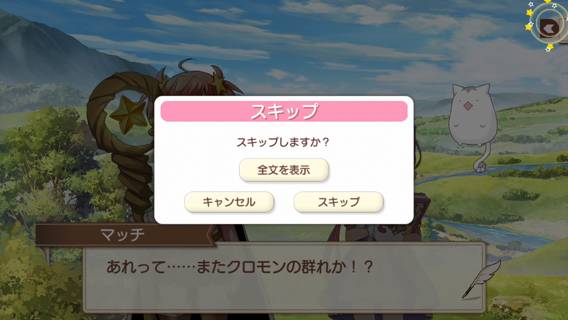 スキップ
スキップしますか？
全文を表示
キャンセル
スキップ
マッチ
あれって……またクロモンの群れか！？